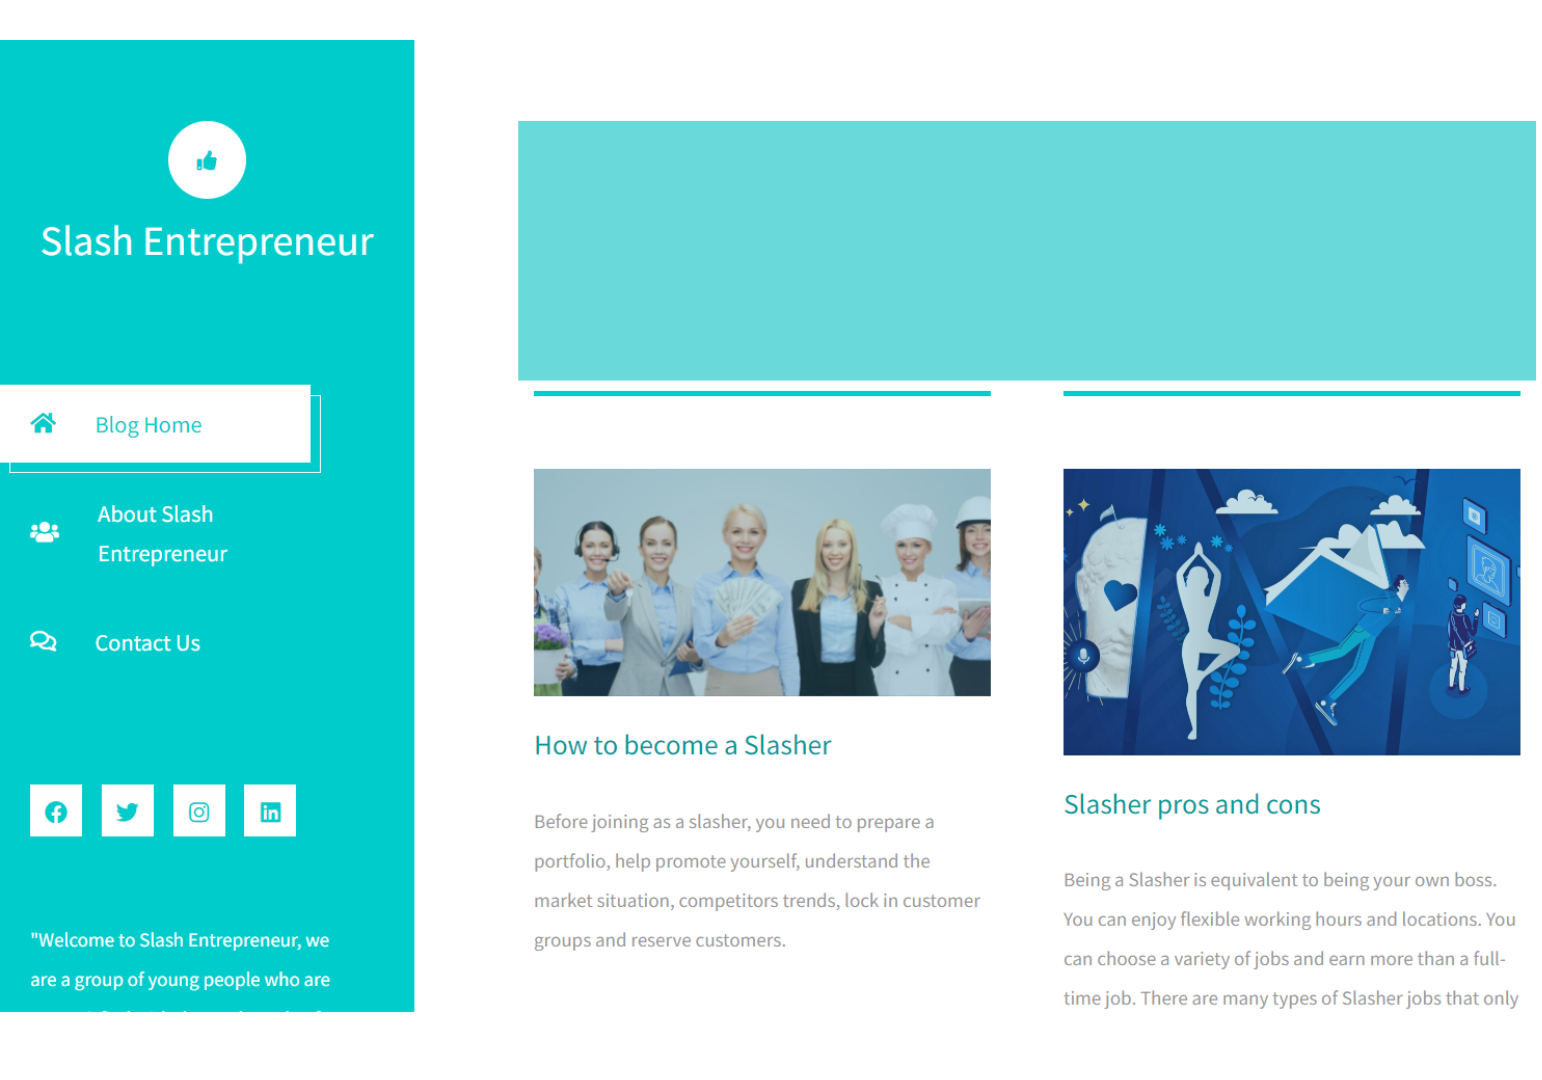 Slash Entrepreneur
Blog Home
About Slash
Entrepreneur
Contact Us
"Welcome to Slash Entrepreneur, we
are a group of young people who are
How to become a Slasher
Before joining as a slasher, you need to prepare a
portfolio, help promote yourself, understand the
market situation, competitors trends, lock in customer
groups and reserve customers.
Slasher pros and cons
Being a Slasher is equivalent to being your own boss.
You can enjoy flexible working hours and locations. You
can choose a variety of jobs and earn more than a full-
time job. There are many types of Slasher jobs that only